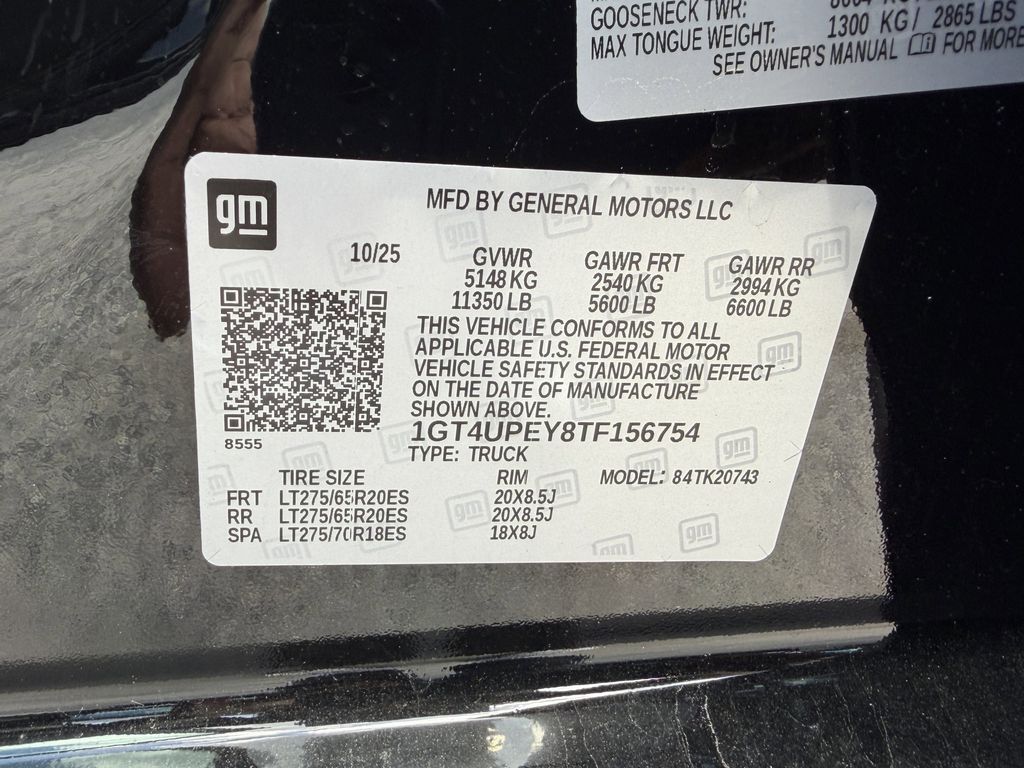 GOOSENECK TWR:
MAX TONGUE WEIGHT: 1300 KG / 2865 LBS
SEE OWNER'S MANUAL FOR MORE
gm
MFD BY GENERAL MOTORS LLC
10/25 GVWR GAWR FRT GAWR RR
5148 KG 2540 KG 2994 KG
11350 LB 5600 LB 6600 LB
THIS VEHICLE CONFORMS TO ALL
APPLICABLE U.S. FEDERAL MOTOR
VEHICLE SAFETY STANDARDS IN EFFECT
ON THE DATE OF MANUFACTURE
SHOWN ABOVE.
8555
1GT4UPEY8TF156754
TYPE: TRUCK
TIRE SIZE RIM MODEL: 84TK20743
FRT LT275/65R20ES 20X8.5J
RR LT275/65R20ES 20X8.5J
SPA LT275/70R18ES 18X8J